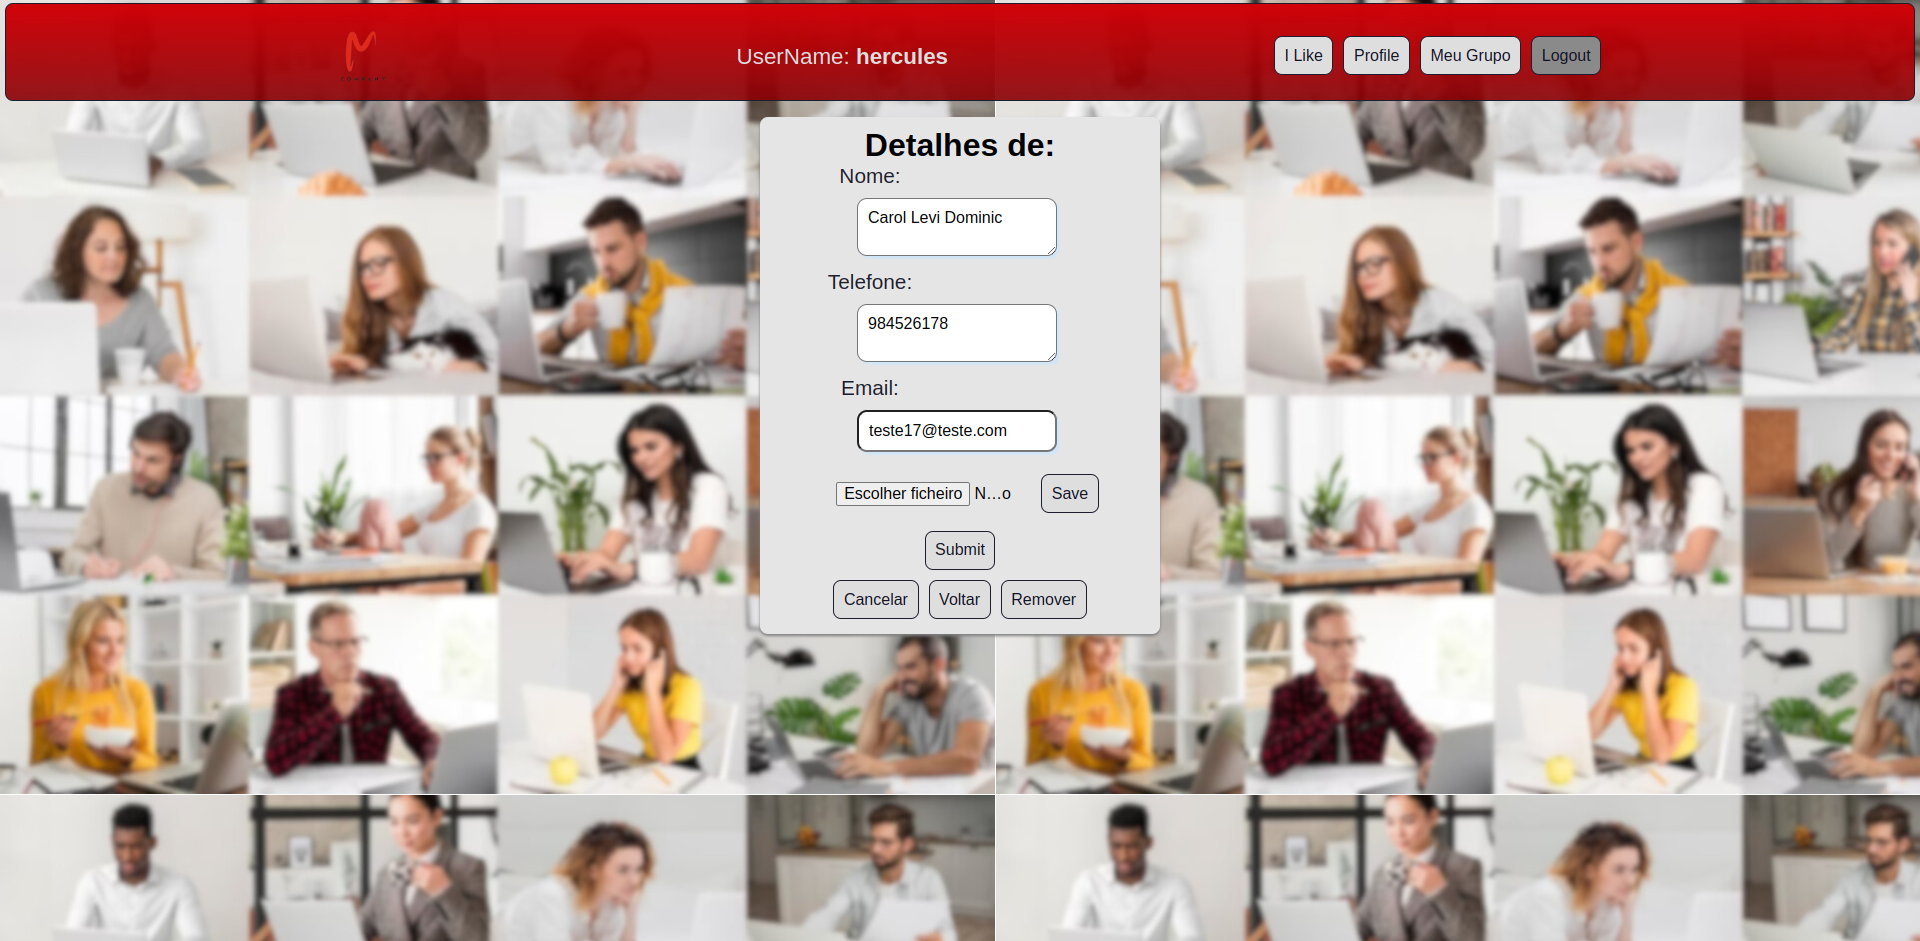 UserName: hercules
I Like
Profile
Meu Grupo
Logout
Detalhes de:
Nome:
Carol Levi Dominic
Telefone:
984526178
Email:
teste17@teste.com
Escolher ficheiro N…o
Save
Submit
Cancelar
Voltar
Remover